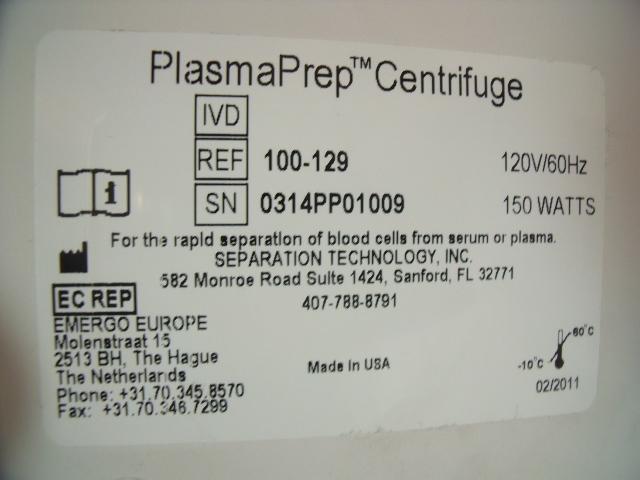 PlasmaPrep™ Centrifuge
IVD
REF 100-129 120V/60Hz
SN 0314PP01009 150 WATTS
For the rapid separation of blood cells from serum or plasma.
SEPARATION TECHNOLOGY, INC.
582 Monroe Road Suite 1424, Sanford, FL 32771
407-788-8791
EC REP
EMERGO EUROPE
Molenstraat 15
2513 BH, The Hague
The Netherlands
Phone: +31.70.345.8570
Fax: +31.70.346.7299
Made in USA
60°C
-10°C
02/2011